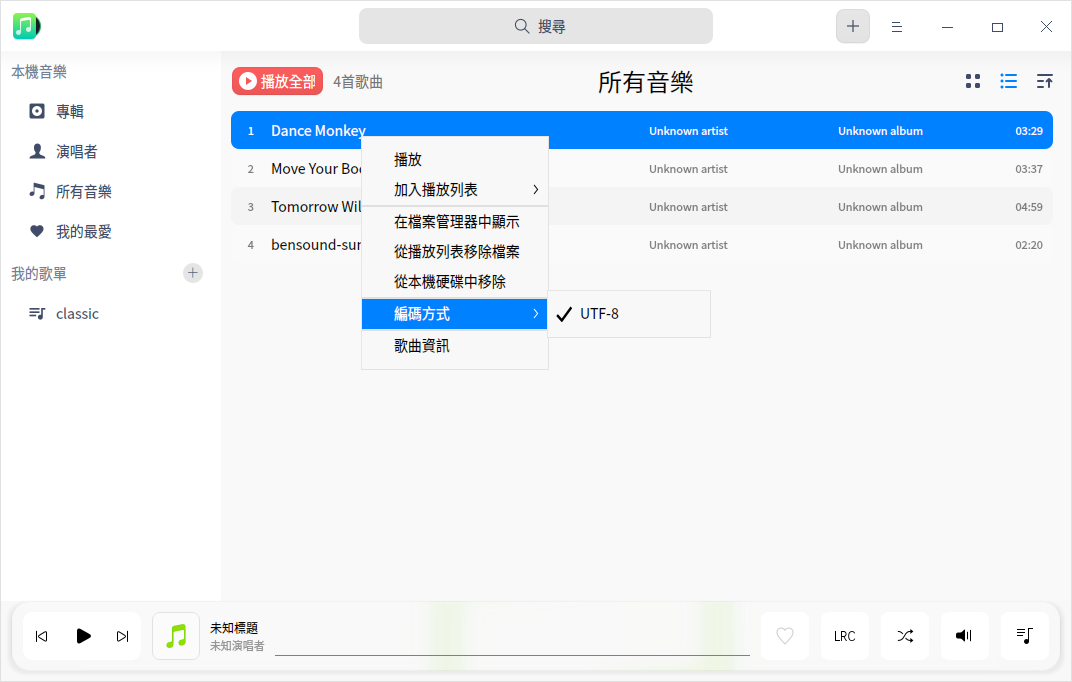 搜尋
本機音樂
專輯
演唱者
所有音樂
我的最愛
我的歌單
classic
播放全部 4首歌曲 所有音樂
1 Dance Monkey Unknown artist Unknown album 03:29
2 Move Your Bo Unknown artist Unknown album 03:37
3 Tomorrow Wil Unknown artist Unknown album 04:59
4 bensound-sur Unknown artist Unknown album 02:20
播放
加入播放列表
在檔案管理器中顯示
從播放列表移除檔案
從本機硬碟中移除
編碼方式
UTF-8
歌曲資訊
未知標題
未知演唱者
LRC